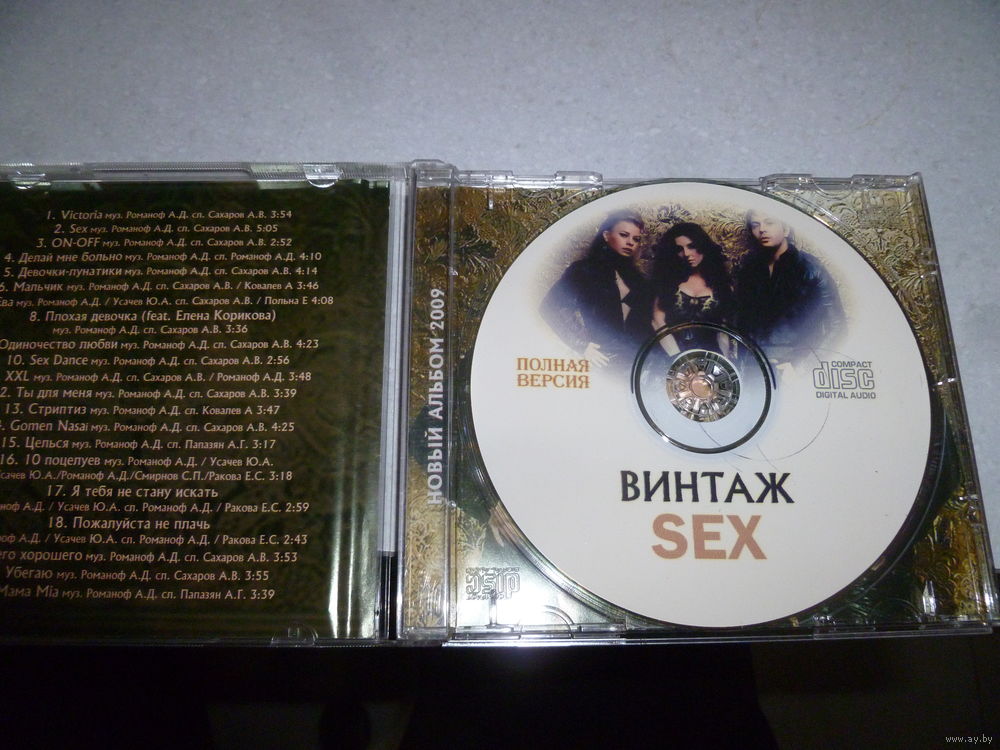 1. Victoria муз. Романоф А.Д. сл. Сахаров А.В. 3:54
2. Sex муз. Романоф А.Д. сл. Сахаров А.В. 5:05
3. ON-OFF муз. Романоф А.Д. сл. Сахаров А.В. 2:52
4. Делай мне больно муз. Романоф А.Д. сл. Романоф А.Д. 4:10
5. Девочки-лунатики муз. Романоф А.Д. сл. Сахаров А.В. 4:14
6. Мальчик муз. Романоф А.Д. сл. Сахаров А.В. / Ковалев А 3:46
Ева муз. Романоф А.Д. / Усачев Ю.А. сл. Сахаров А.В. / Польна Е 4:08
8. Плохая девочка (feat. Елена Корикова)
муз. Романоф А.Д. сл. Сахаров А.В. 3:36
Одиночество любви муз. Романоф А.Д. сл. Сахаров А.В. 4:23
10. Sex Dance муз. Романоф А.Д. сл. Сахаров А.В. 2:56
XXL муз. Романоф А.Д. сл. Сахаров А.В. / Романоф А.Д. 3:48
2. Ты для меня муз. Романоф А.Д. сл. Сахаров А.В. 3:39
13. Стриптиз муз. Романоф А.Д. сл. Ковалев А 3:47
Gomen Nasai муз. Романоф А.Д. сл. Сахаров А.В. 4:25
15. Целься муз. Романоф А.Д. сл. Папазян А.Г. 3:17
16. 10 поцелуев муз. Романоф А.Д. / Усачев Ю.А.
Усачев Ю.А./Романоф А.Д./Смирнов С.П./Ракова Е.С. 3:18
17. Я тебя не стану искать
ноф А.Д. / Усачев Ю.А. сл. Романоф А.Д. / Ракова Е.С. 2:59
18. Пожалуйста не плачь
оф А.Д. / Усачев Ю.А. сл. Романоф А.Д. / Ракова Е.С. 2:43
его хорошего муз. Романоф А.Д. сл. Сахаров А.В. 3:53
Убегаю муз. Романоф А.Д. сл. Сахаров А.В. 3:55
Мама Mia муз. Романоф А.Д. сл. Папазян А.Г. 3:39
НОВЫЙ АЛЬБОМ 2009
ПОЛНАЯ
ВЕРСИЯ
COMPACT
disc
DIGITAL AUDIO
ВИНТАЖ
SEX
www.ay.by